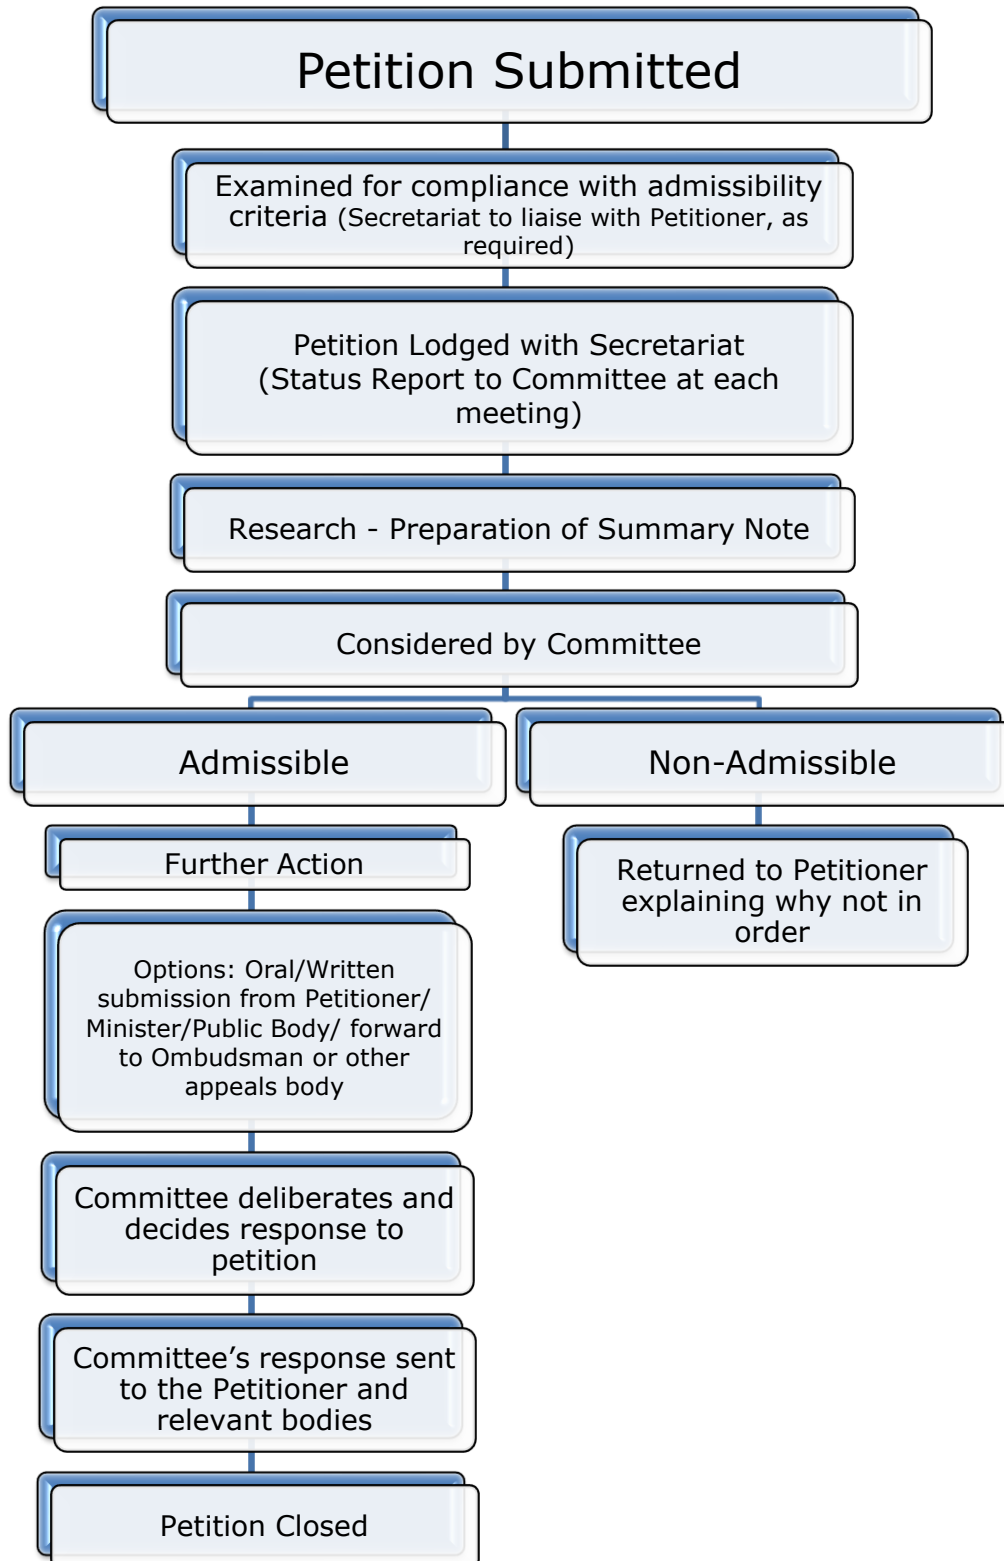 Petition Submitted
Examined for compliance with admissibility
criteria (Secretariat to liaise with Petitioner, as
required)
Petition Lodged with Secretariat
(Status Report to Committee at each
meeting)
Research - Preparation of Summary Note
Considered by Committee
Admissible
Non-Admissible
Further Action
Returned to Petitioner
explaining why not in
order
Options: Oral/Written
submission from Petitioner/
Minister/Public Body/ forward
to Ombudsman or other
appeals body
Committee deliberates and
decides response to
petition
Committee’s response sent
to the Petitioner and
relevant bodies
Petition Closed